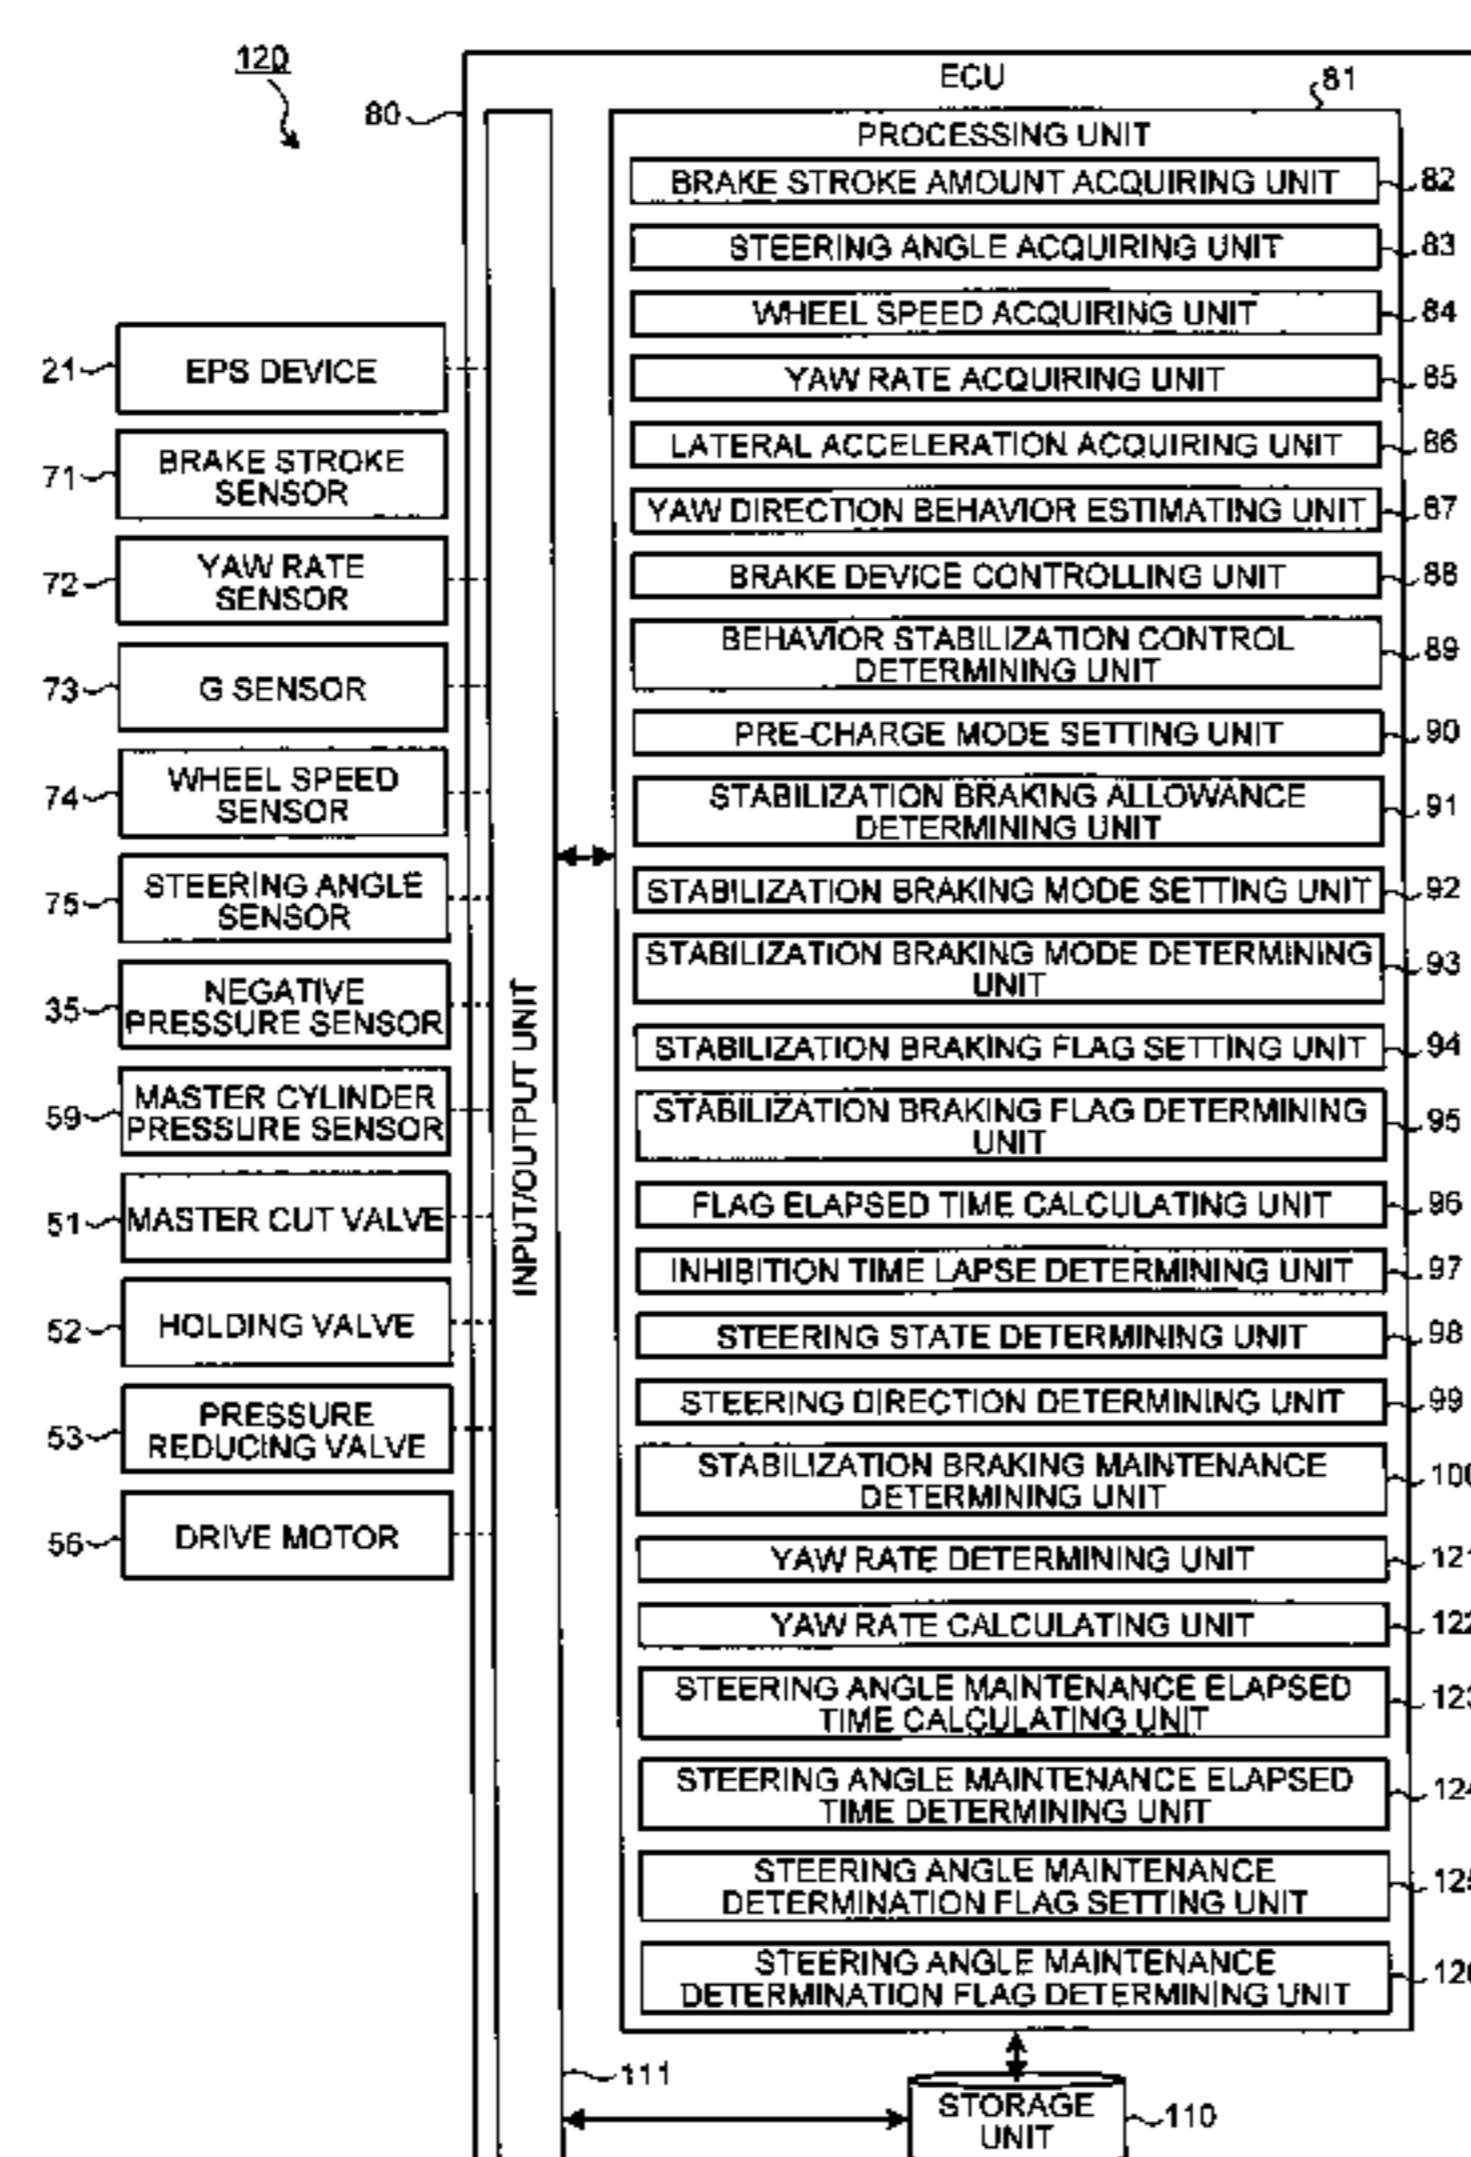 120
80
ECU
81
PROCESSING UNIT
BRAKE STROKE AMOUNT ACQUIRING UNIT
82
STEERING ANGLE ACQUIRING UNIT
83
WHEEL SPEED ACQUIRING UNIT
84
YAW RATE ACQUIRING UNIT
85
LATERAL ACCELERATION ACQUIRING UNIT
86
YAW DIRECTION BEHAVIOR ESTIMATING UNIT
87
BRAKE DEVICE CONTROLLING UNIT
88
BEHAVIOR STABILIZATION CONTROL
DETERMINING UNIT
89
PRE-CHARGE MODE SETTING UNIT
90
STABILIZATION BRAKING ALLOWANCE
DETERMINING UNIT
91
STABILIZATION BRAKING MODE SETTING UNIT
92
STABILIZATION BRAKING MODE DETERMINING
UNIT
93
STABILIZATION BRAKING FLAG SETTING UNIT
94
STABILIZATION BRAKING FLAG DETERMINING
UNIT
95
FLAG ELAPSED TIME CALCULATING UNIT
96
INHIBITION TIME LAPSE DETERMINING UNIT
97
STEERING STATE DETERMINING UNIT
98
STEERING DIRECTION DETERMINING UNIT
99
STABILIZATION BRAKING MAINTENANCE
DETERMINING UNIT
100
YAW RATE DETERMINING UNIT
121
YAW RATE CALCULATING UNIT
122
STEERING ANGLE MAINTENANCE ELAPSED
TIME CALCULATING UNIT
123
STEERING ANGLE MAINTENANCE ELAPSED
TIME DETERMINING UNIT
124
STEERING ANGLE MAINTENANCE
DETERMINATION FLAG SETTING UNIT
125
STEERING ANGLE MAINTENANCE
DETERMINATION FLAG DETERMINING UNIT
126
21
EPS DEVICE
71
BRAKE STROKE
SENSOR
72
YAW RATE
SENSOR
73
G SENSOR
74
WHEEL SPEED
SENSOR
75
STEERING ANGLE
SENSOR
35
NEGATIVE
PRESSURE SENSOR
59
MASTER CYLINDER
PRESSURE SENSOR
51
MASTER CUT VALVE
52
HOLDING VALVE
53
PRESSURE
REDUCING VALVE
56
DRIVE MOTOR
INPUT/OUTPUT UNIT
111
STORAGE
UNIT
110